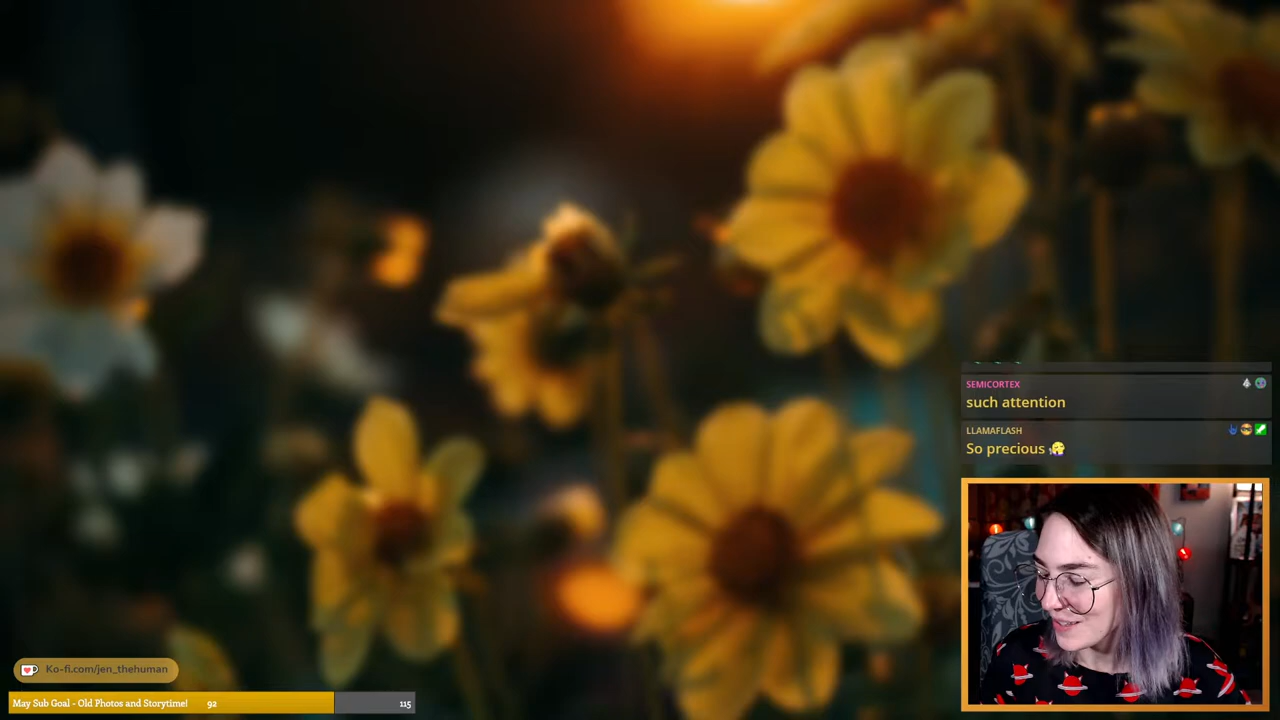 SEMICORTEX
such attention
LLAMAFLASH
So precious
Ko-fi.com/jen_thehuman
May Sub Goal - Old Photos and Storytime! 92 115